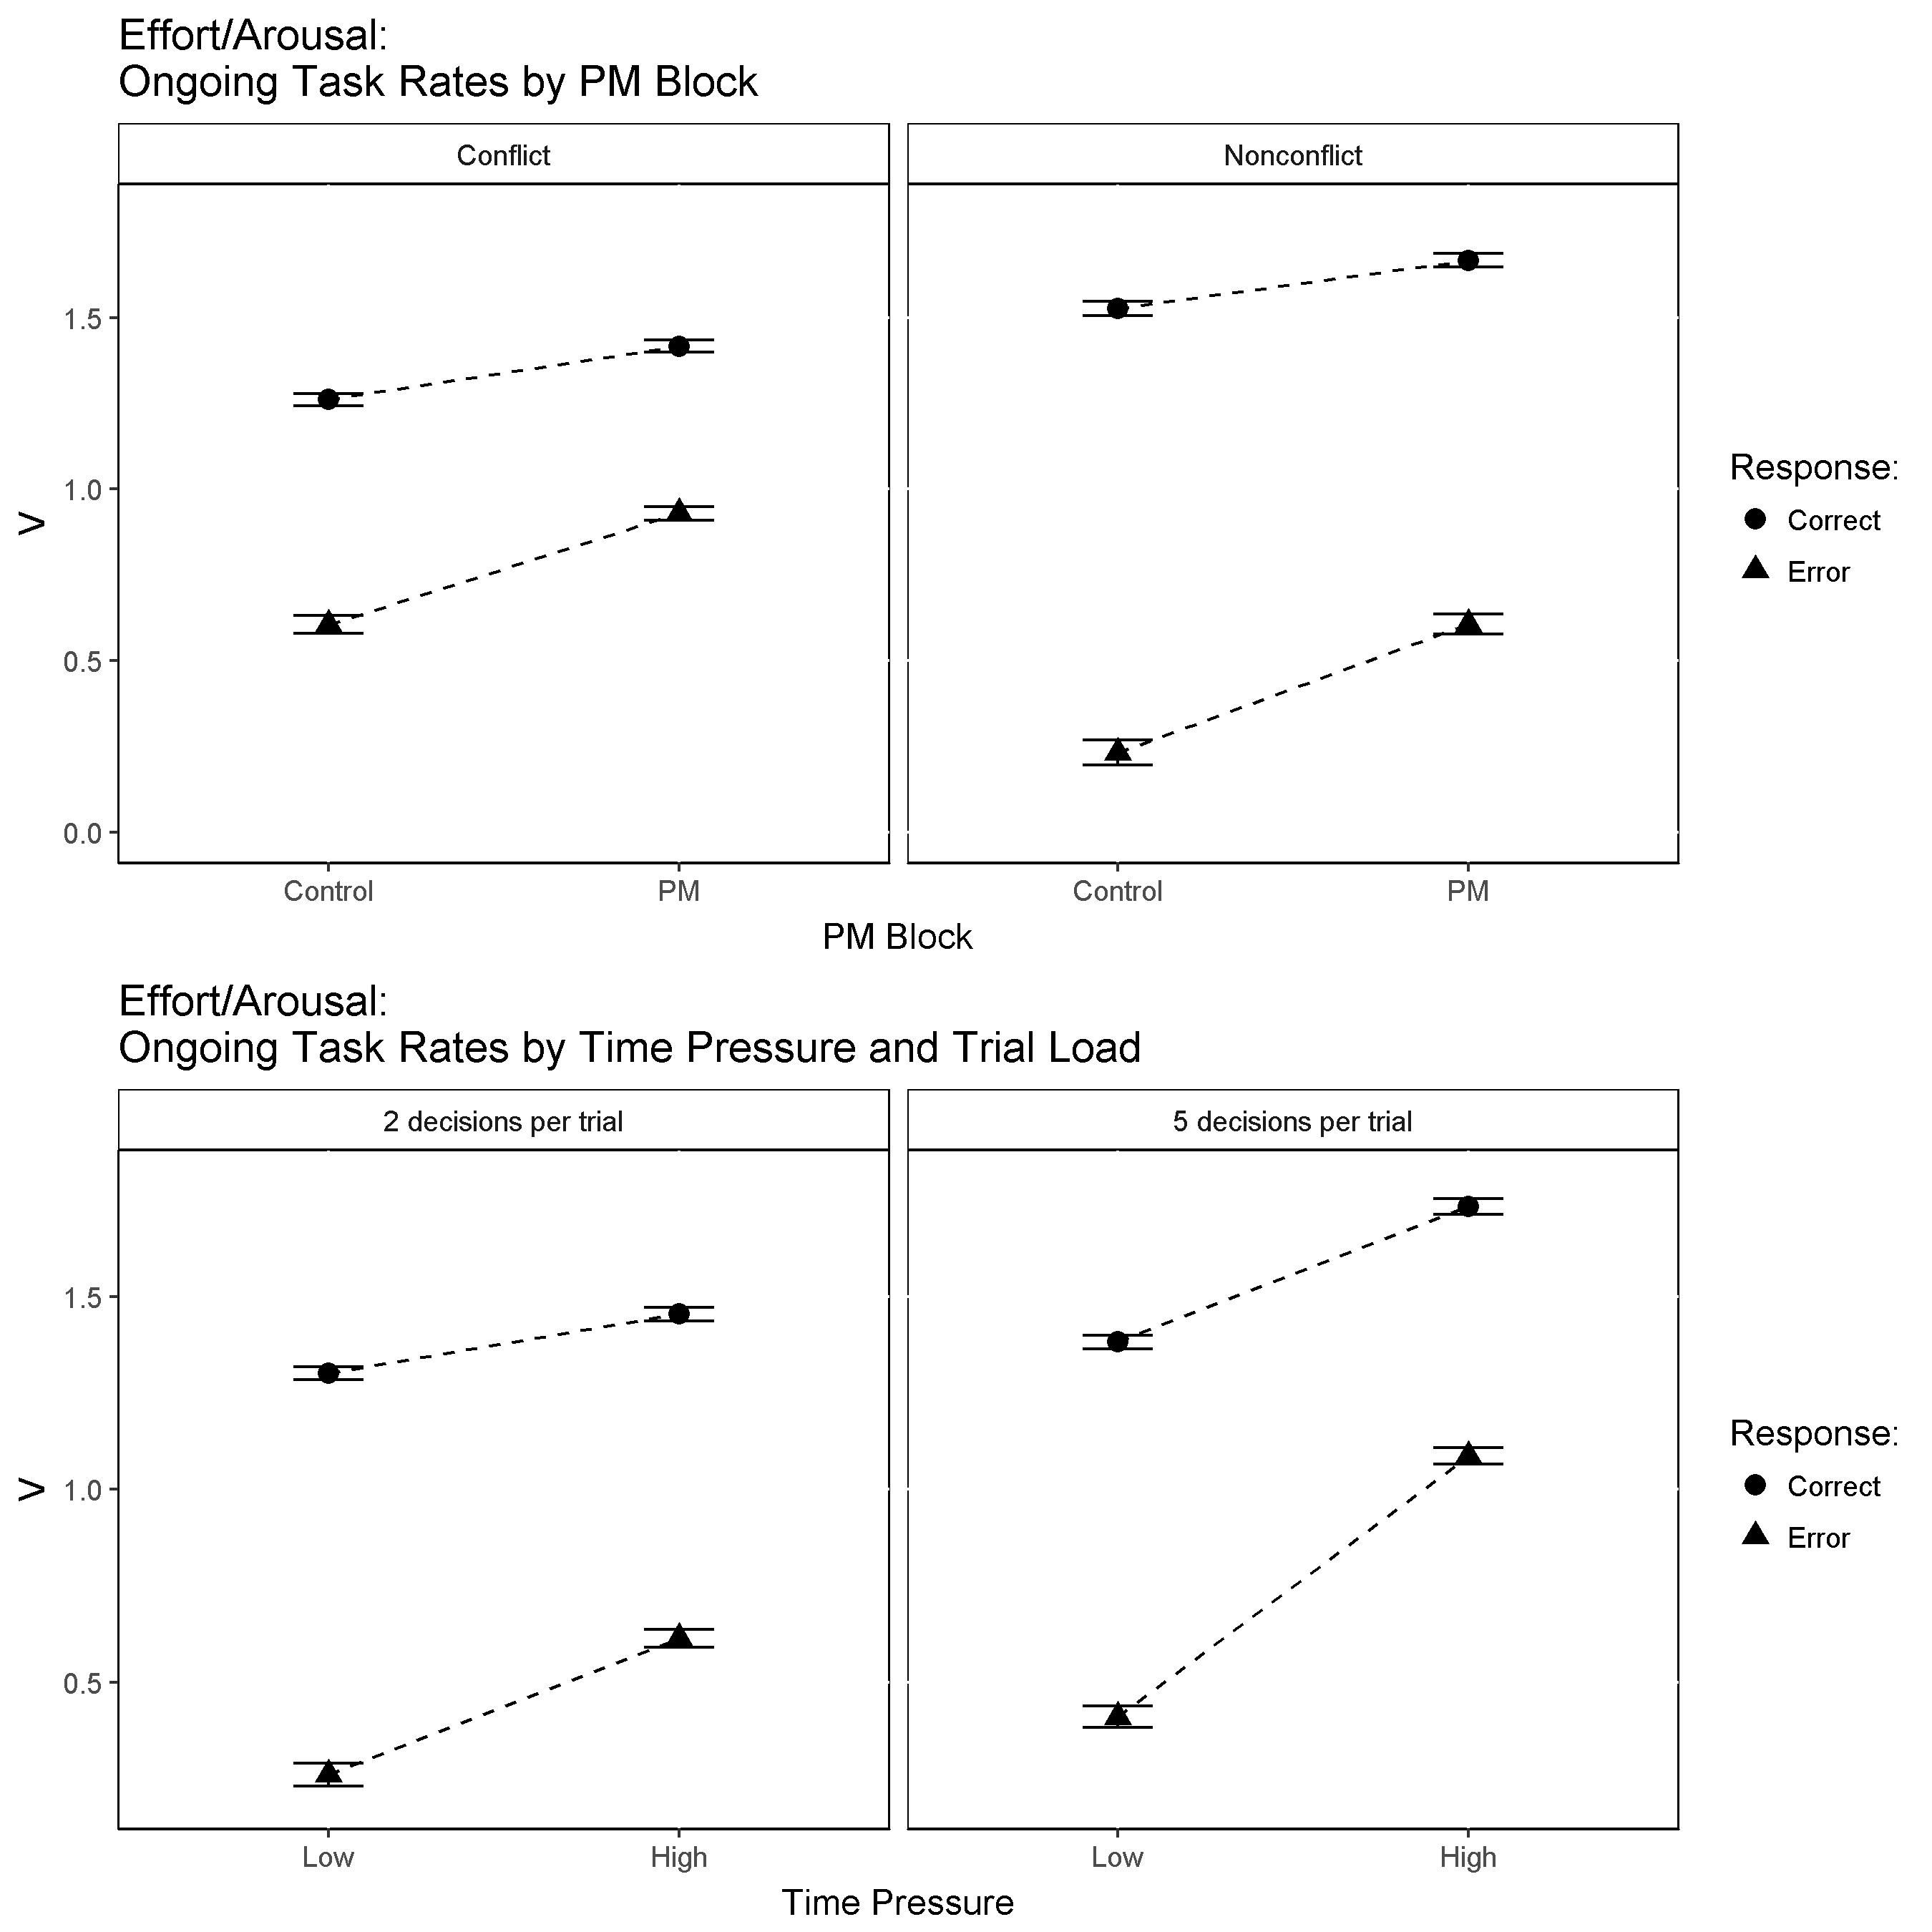 Effort/Arousal:
Ongoing Task Rates by PM Block
Conflict
Nonconflict
1.5
1.0
0.5
0.0
V
Control
PM
Control
PM
PM Block
Response:
Correct
Error
Effort/Arousal:
Ongoing Task Rates by Time Pressure and Trial Load
2 decisions per trial
5 decisions per trial
1.5
1.0
0.5
V
Low
High
Low
High
Time Pressure
Response:
Correct
Error